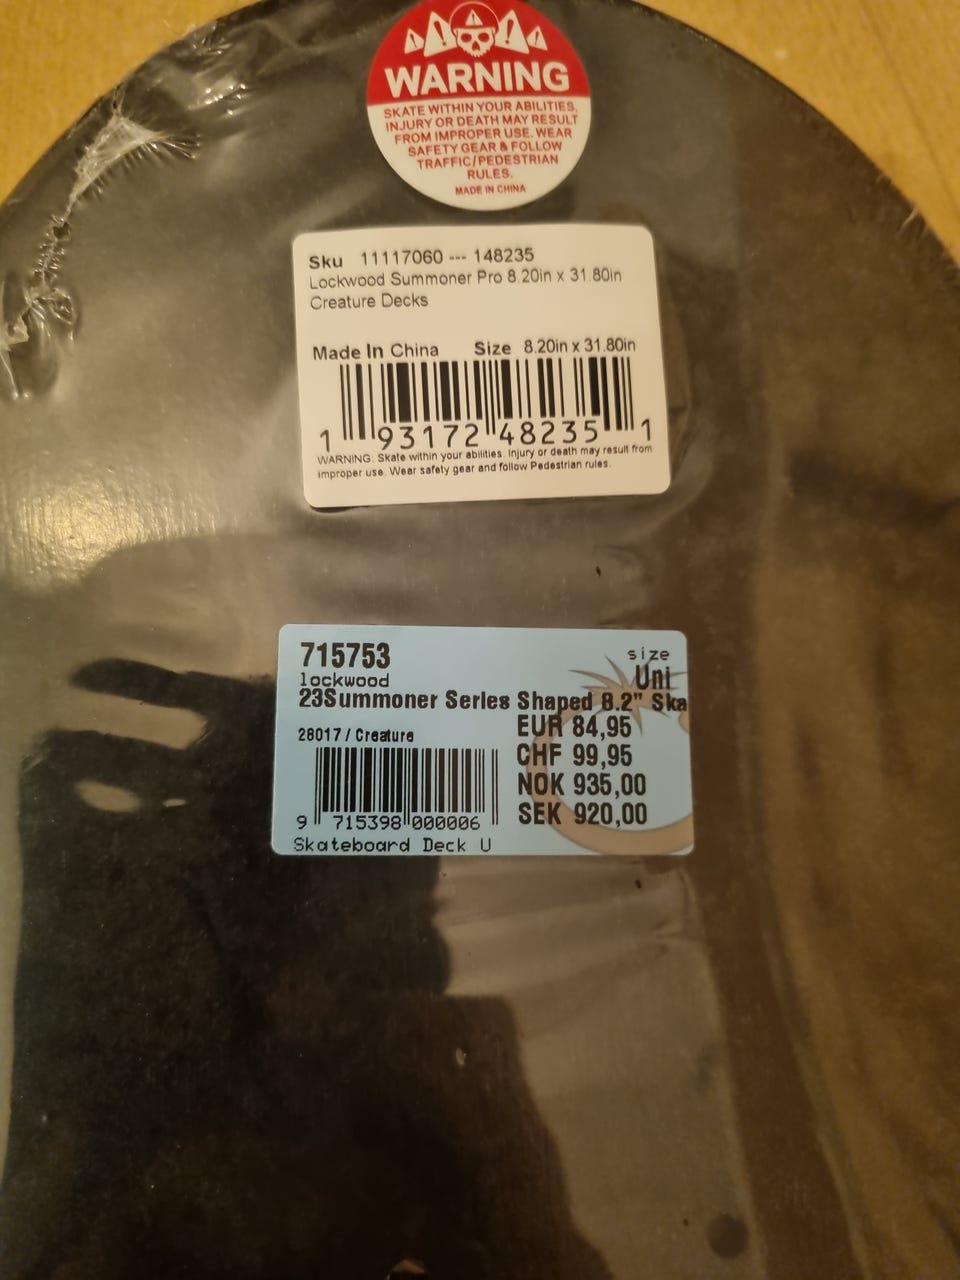 WARNING
SKATE WITHIN YOUR ABILITIES,
INJURY OR DEATH MAY RESULT
FROM IMPROPER USE. WEAR
SAFETY GEAR & FOLLOW
TRAFFIC/PEDESTRIAN
RULES.
MADE IN CHINA
Sku 11117060 --- 148235
Lockwood Summoner Pro 8.20in x 31.80in
Creature Decks
Made In China Size 8.20in x 31.80in
1 93172 48235 1
WARNING: Skate within your abilities. Injury or death may result from
improper use. Wear safety gear and follow Pedestrian rules.
715753 size
lockwood Uni
23Summoner Series Shaped 8.2" Ska
EUR 84,95
28017 / Creature
CHF 99,95
NOK 935,00
SEK 920,00
9 715398 000006
Skateboard Deck U